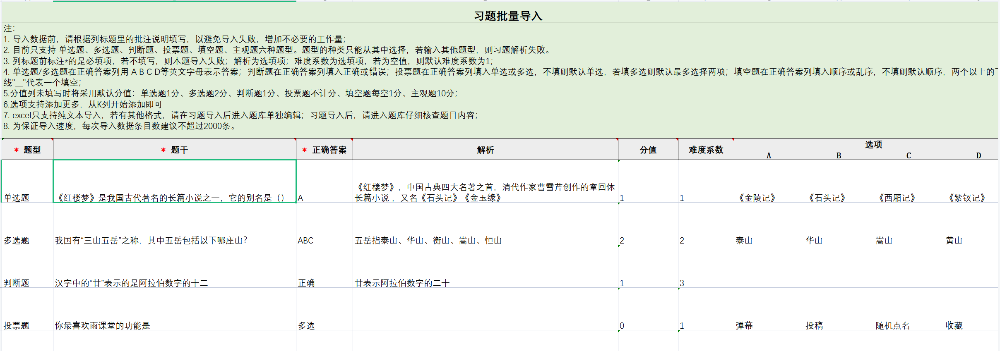 习题批量导入
注：
1. 导入数据前，请根据列标题里的批注说明填写，以避免导入失败，增加不必要的工作量；
2. 目前只支持 单选题、多选题、判断题、投票题、填空题、主观题六种题型。题型的种类只能从其中选择，若输入其他题型，则习题解析失败。
3. 列标题前标注*的是必填项，若不填写，则本题导入失败；解析为选填项；难度系数为选填项，若为空值，则默认难度系数为1；
4. 单选题/多选题在正确答案列用 A B C D等英文字母表示答案；判断题在正确答案列填入正确或错误；投票题在正确答案列填入单选或多选，不填则默认单选，若填多选则默认最多选择两项；填空题在正确答案列填入顺序或乱序，不填则默认顺序，两个以上的
线"__"代表一个填空；
5.分值列未填写时将采用默认分值：单选题1分、多选题2分、判断题1分、投票题不计分、填空题每空1分、主观题10分；
6.选项支持添加更多，从K列开始添加即可
7. excel只支持纯文本导入，若有其他格式，请在习题导入后进入题库单独编辑；习题导入后，请进入题库仔细核查题目内容；
8. 为保证导入速度，每次导入数据条目数建议不超过2000条。
* 题型 * 题干 * 正确答案 解析 分值 难度系数 选项
A B C D
单选题 《红楼梦》是我国古代著名的长篇小说之一，它的别名是（） A 《红楼梦》，中国古典四大名著之首，清代作家曹雪芹创作的章回体
长篇小说 ，又名《石头记》《金玉缘》 1 1 《金陵记》 《石头记》 《西厢记》 《紫钗记》
多选题 我国有“三山五岳”之称，其中五岳包括以下哪座山？ ABC 五岳指泰山、华山、衡山、嵩山、恒山 2 2 泰山 华山 嵩山 黄山
判断题 汉字中的“廿”表示的是阿拉伯数字的十二 正确 廿表示阿拉伯数字的二十 1 3
投票题 你最喜欢雨课堂的功能是 多选 0 1 弹幕 投稿 随机点名 收藏